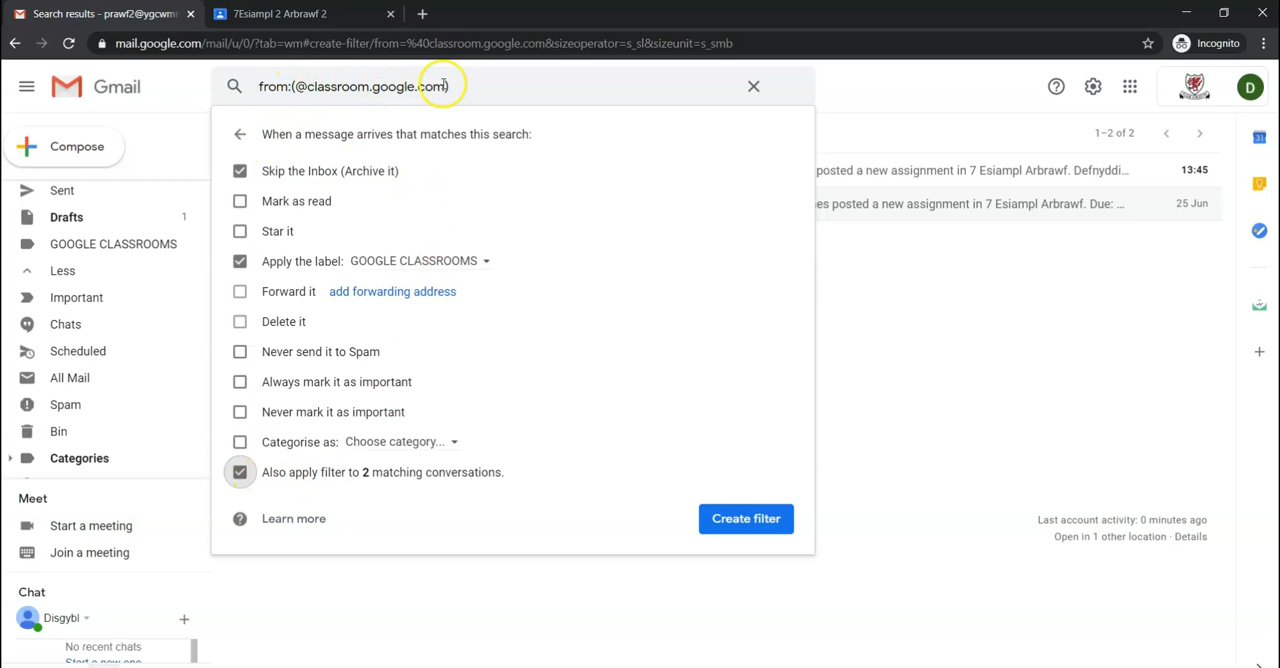 Search results - prawf2@ygcwmr
7Esiampl 2 Arbrawf 2
mail.google.com/mail/u/0/?tab=wm#create-filter/from=%40classroom.google.com&sizeoperator=s_sl&sizeunit=s_smb
Incognito
Gmail
from:(@classroom.google.com)
D
Compose
When a message arrives that matches this search:
1–2 of 2
Skip the Inbox (Archive it)
posted a new assignment in 7 Esiampl Arbrawf. Defnyddi...
13:45
Sent
Mark as read
es posted a new assignment in 7 Esiampl Arbrawf. Due: ...
25 Jun
Drafts
1
Star it
GOOGLE CLASSROOMS
Apply the label: GOOGLE CLASSROOMS
31
Less
Forward it add forwarding address
Important
Delete it
Chats
Never send it to Spam
Scheduled
Always mark it as important
All Mail
Never mark it as important
Spam
Categorise as: Choose category...
Bin
Also apply filter to 2 matching conversations.
Categories
Learn more
Create filter
Meet
Start a meeting
Join a meeting
Last account activity: 0 minutes ago
Open in 1 other location · Details
Chat
Disgybl
No recent chats
Start a new one